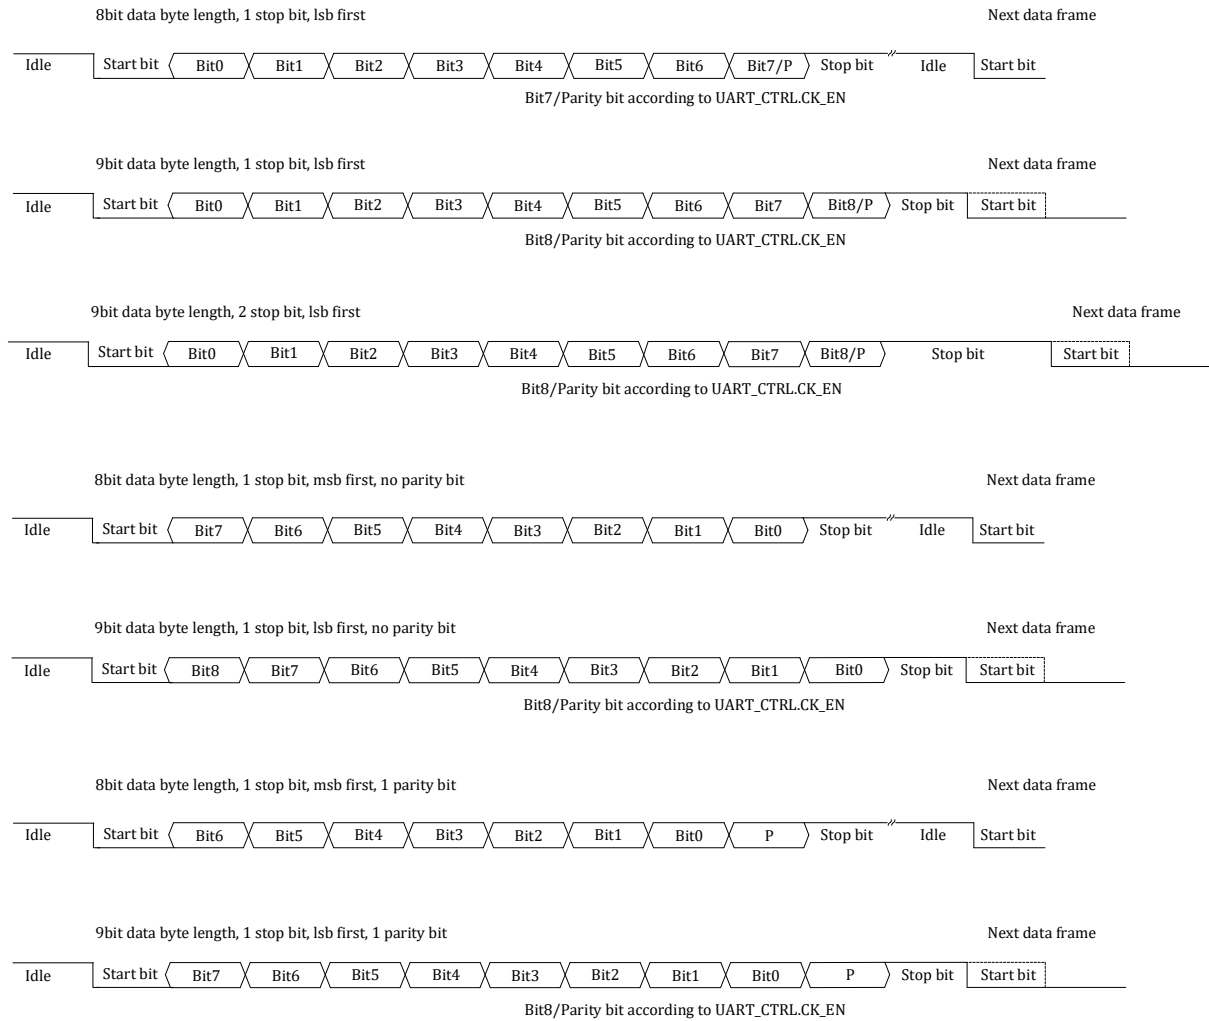 8bit data byte length, 1 stop bit, lsb first Next data frame
Idle Start bit Bit0 Bit1 Bit2 Bit3 Bit4 Bit5 Bit6 Bit7/P Stop bit Idle Start bit
Bit7/Parity bit according to UART_CTRL.CK_EN
9bit data byte length, 1 stop bit, lsb first Next data frame
Idle Start bit Bit0 Bit1 Bit2 Bit3 Bit4 Bit5 Bit6 Bit7 Bit8/P Stop bit Start bit
Bit8/Parity bit according to UART_CTRL.CK_EN
9bit data byte length, 2 stop bit, lsb first Next data frame
Idle Start bit Bit0 Bit1 Bit2 Bit3 Bit4 Bit5 Bit6 Bit7 Bit8/P Stop bit Start bit
Bit8/Parity bit according to UART_CTRL.CK_EN
8bit data byte length, 1 stop bit, msb first, no parity bit Next data frame
Idle Start bit Bit7 Bit6 Bit5 Bit4 Bit3 Bit2 Bit1 Bit0 Stop bit Idle Start bit
9bit data byte length, 1 stop bit, lsb first, no parity bit Next data frame
Idle Start bit Bit8 Bit7 Bit6 Bit5 Bit4 Bit3 Bit2 Bit1 Bit0 Stop bit Start bit
Bit8/Parity bit according to UART_CTRL.CK_EN
8bit data byte length, 1 stop bit, msb first, 1 parity bit Next data frame
Idle Start bit Bit6 Bit5 Bit4 Bit3 Bit2 Bit1 Bit0 P Stop bit Idle Start bit
9bit data byte length, 1 stop bit, lsb first, 1 parity bit Next data frame
Idle Start bit Bit7 Bit6 Bit5 Bit4 Bit3 Bit2 Bit1 Bit0 P Stop bit Start bit
Bit8/Parity bit according to UART_CTRL.CK_EN